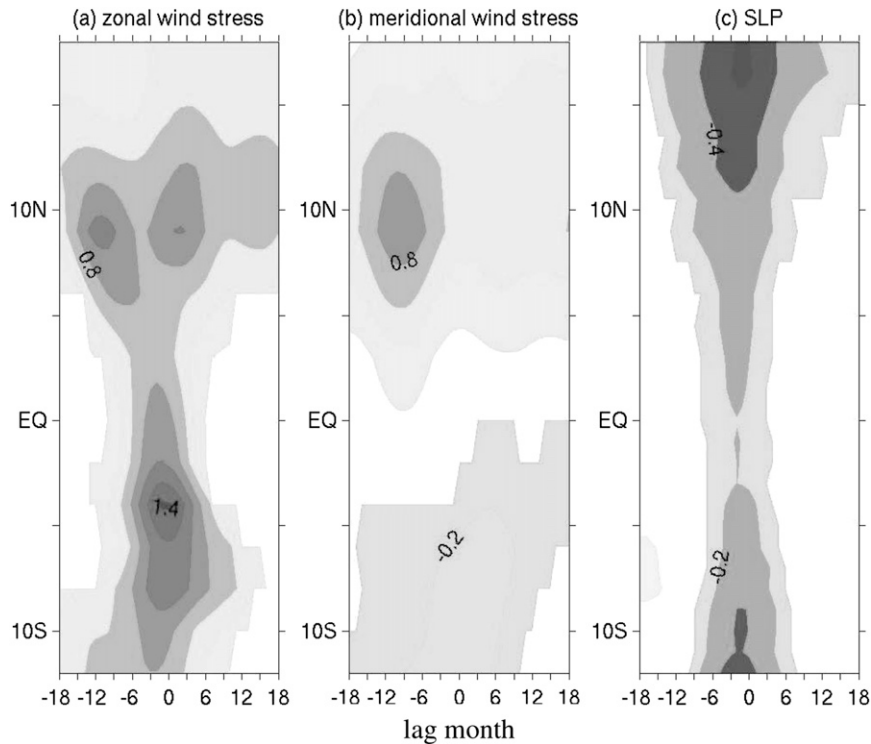 (a) zonal wind stress (b) meridional wind stress (c) SLP
10N 10N 10N
0.8 0.8 -0.4
EQ EQ EQ
1.4 -0.2 -0.2
10S 10S 10S
-18 -12 -6 0 6 12 18 -18 -12 -6 0 6 12 18 -18 -12 -6 0 6 12 18
lag month